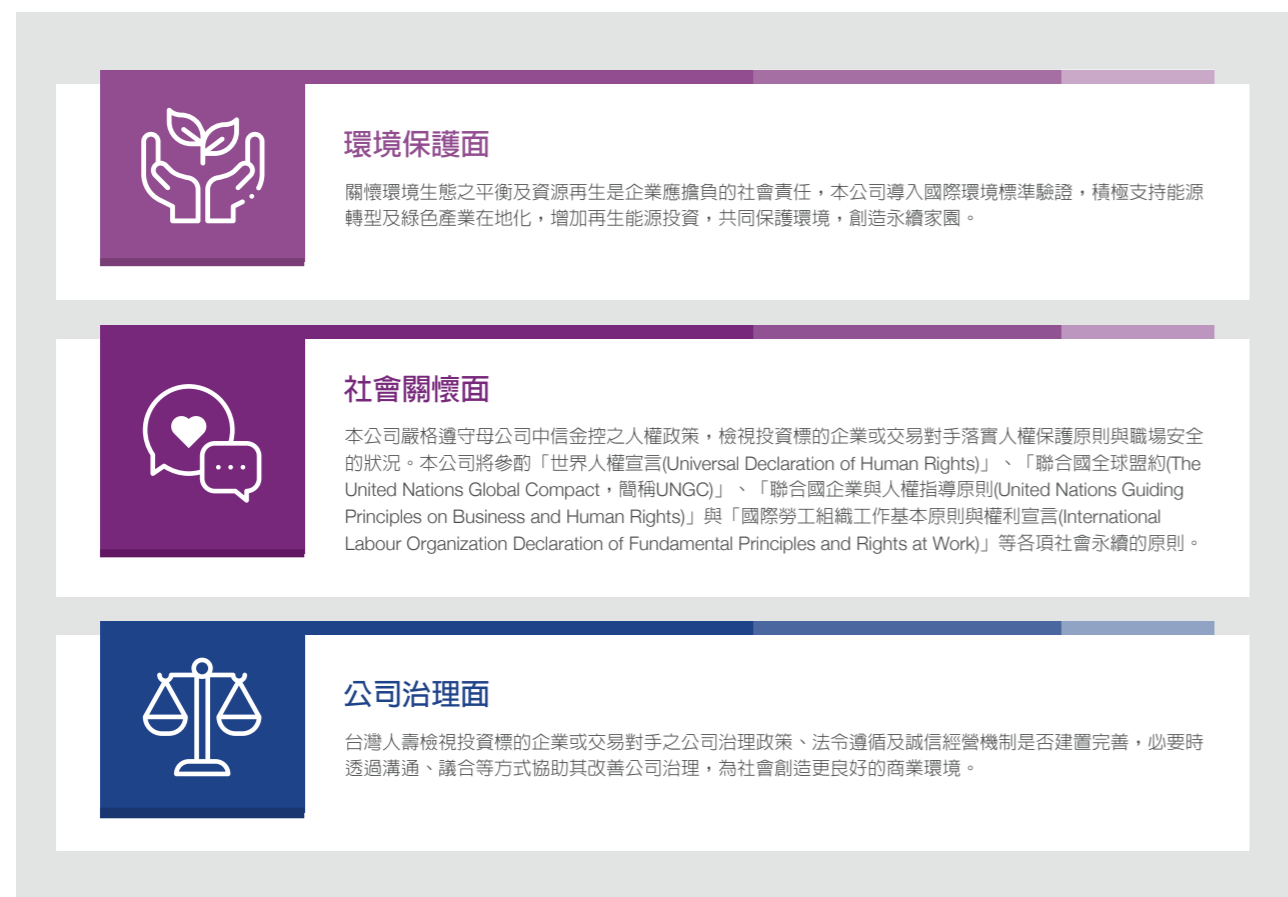 環境保護面
關懷環境生態之平衡及資源再生是企業應擔負的社會責任，本公司導入國際環境標準驗證，積極支持能源
轉型及綠色產業在地化，增加再生能源投資，共同保護環境，創造永續家園。
社會關懷面
本公司嚴格遵守母公司中信金控之人權政策，檢視投資標的企業或交易對手落實人權保護原則與職場安全
的狀況。本公司將參酌「世界人權宣言(Universal Declaration of Human Rights)」、「聯合國全球盟約(The
United Nations Global Compact，簡稱UNGC)」、「聯合國企業與人權指導原則(United Nations Guiding
Principles on Business and Human Rights)」與「國際勞工組織工作基本原則與權利宣言(International
Labour Organization Declaration of Fundamental Principles and Rights at Work)」等各項社會永續的原則。
公司治理面
台灣人壽檢視投資標的企業或交易對手之公司治理政策、法令遵循及誠信經營機制是否建置完善，必要時
透過溝通、議合等方式協助其改善公司治理，為社會創造更良好的商業環境。